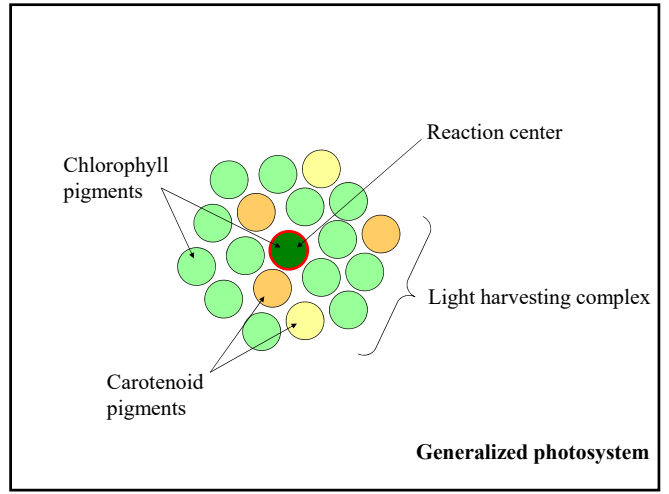 Reaction center
Chlorophyll
pigments
Light harvesting complex
Carotenoid
pigments
Generalized photosystem